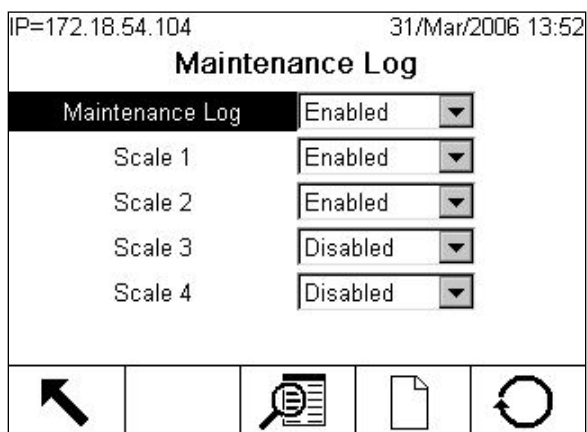 IP=172.18.54.104 31/Mar/2006 13:52
Maintenance Log
Maintenance Log Enabled
Scale 1 Enabled
Scale 2 Enabled
Scale 3 Disabled
Scale 4 Disabled